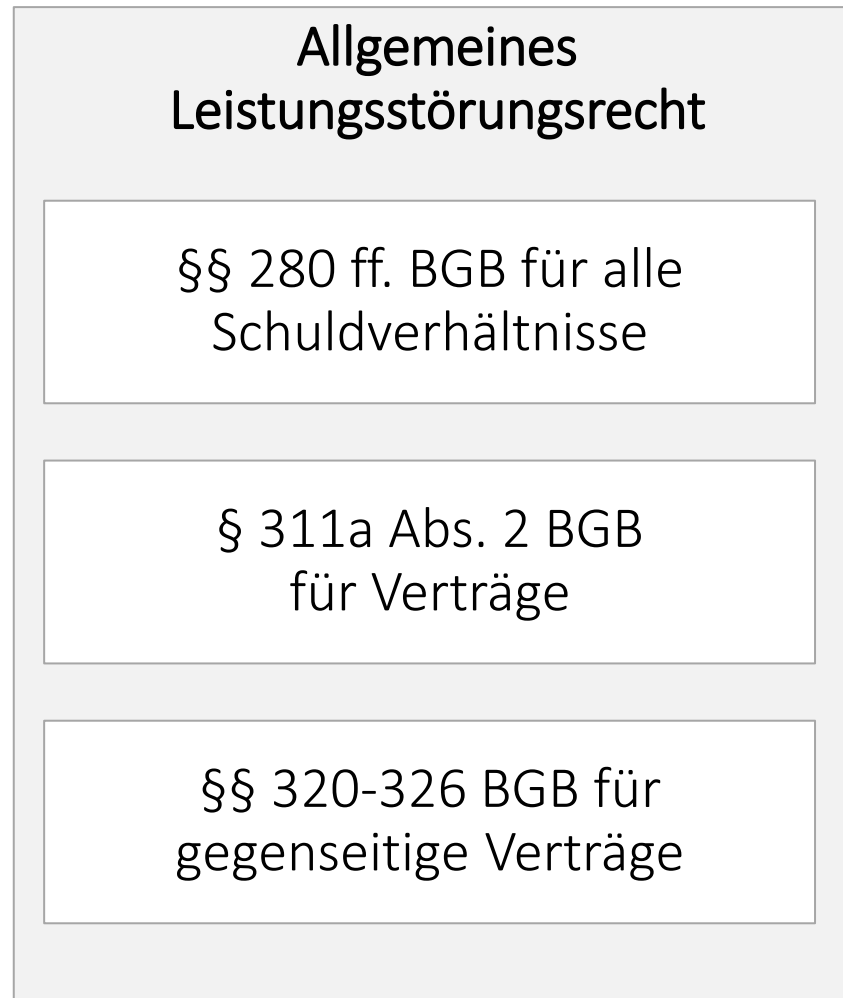 Allgemeines
Leistungsstörungsrecht
§§ 280 ff. BGB für alle
Schuldverhältnisse
§ 311a Abs. 2 BGB
für Verträge
§§ 320-326 BGB für
gegenseitige Verträge